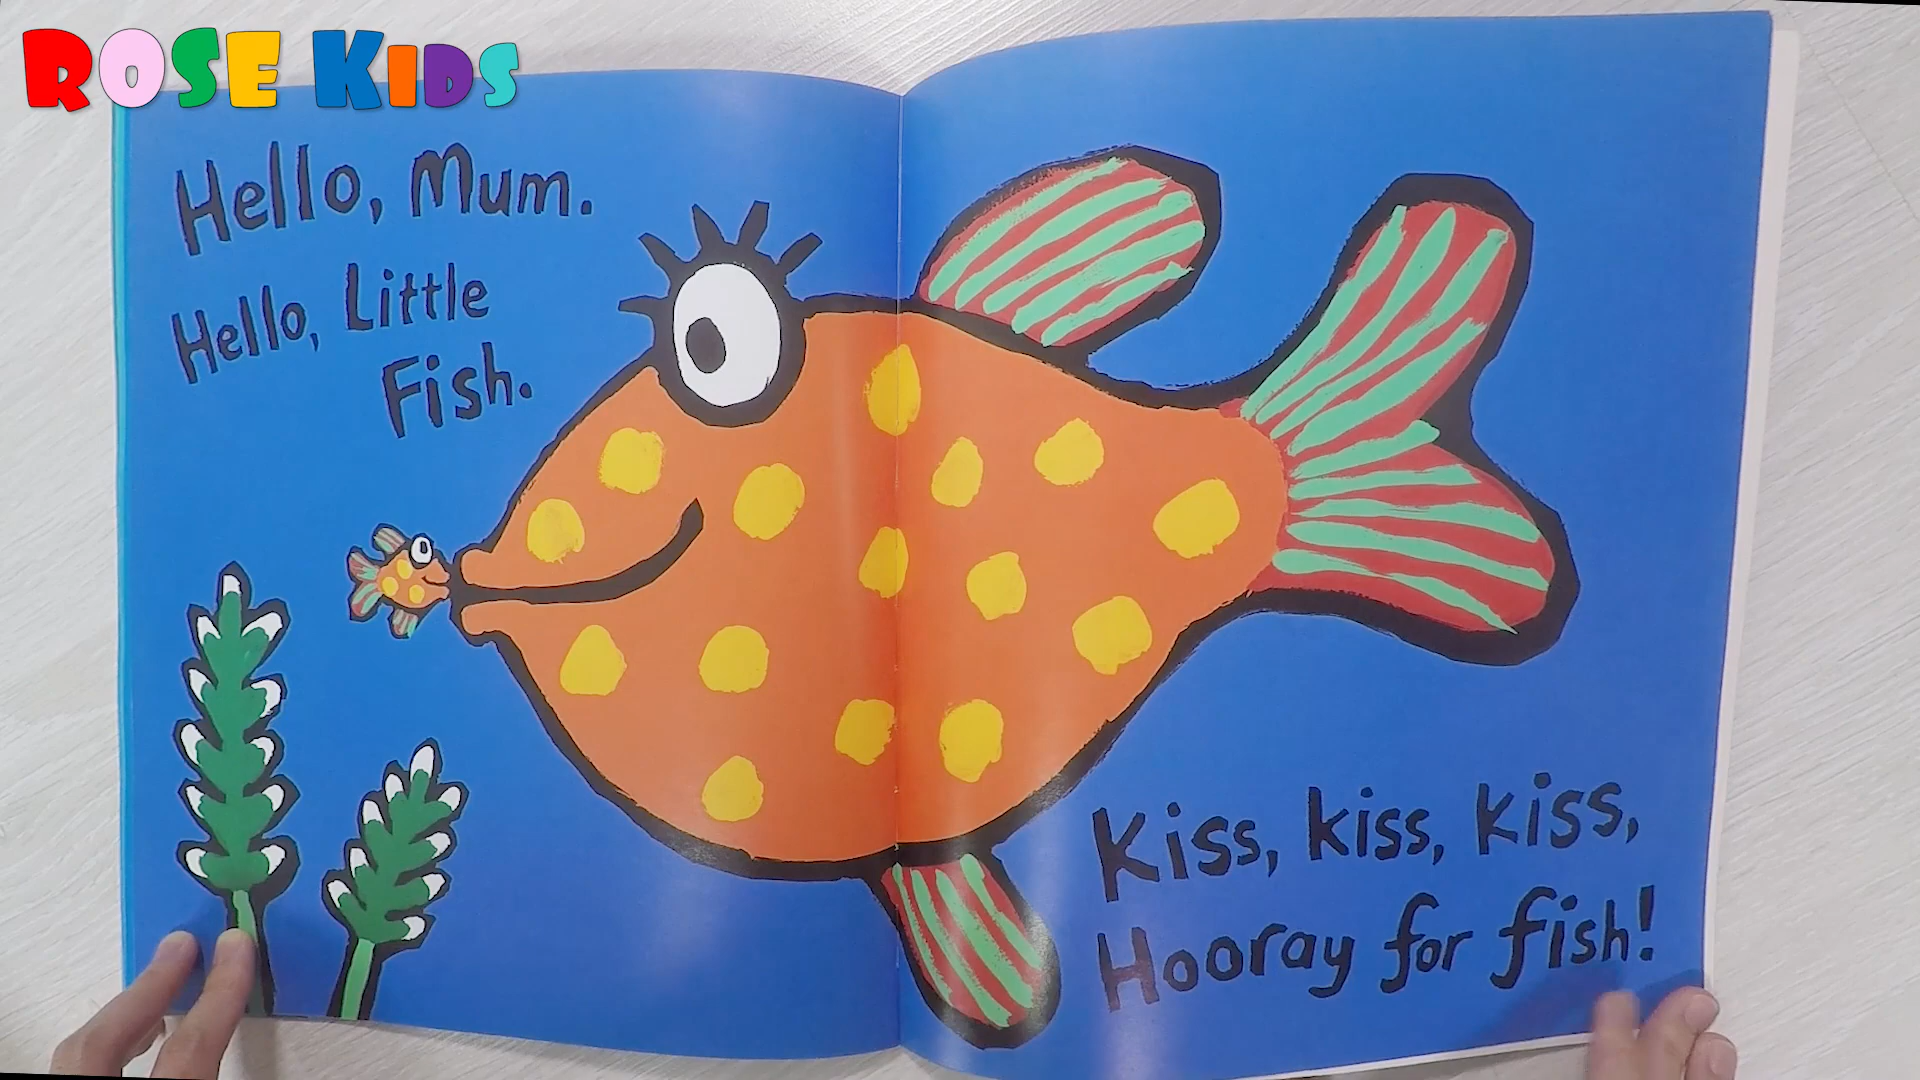 ROSE KIDS
Hello, Mum.
Hello, Little
Fish.
Kiss, kiss, kiss,
Hooray for fish!